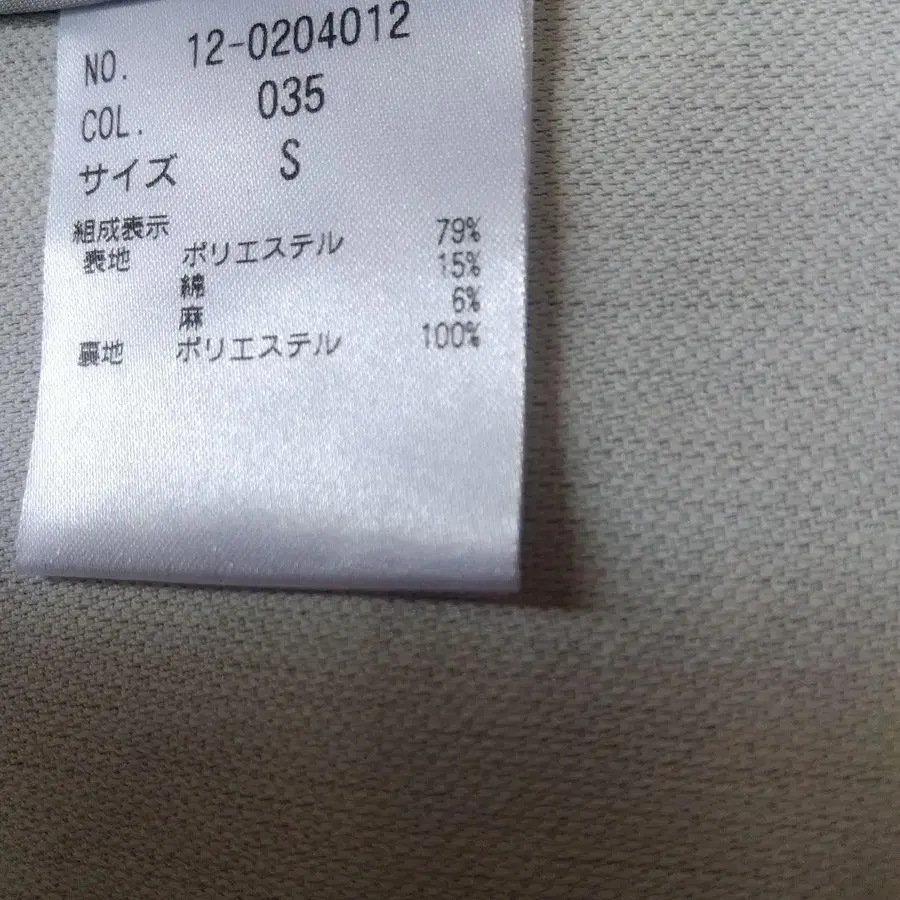 NO. 12-0204012
COL. 035
サイズ S
組成表示
表地 ポリエステル 79%
綿 15%
麻 6%
裏地 ポリエステル 100%